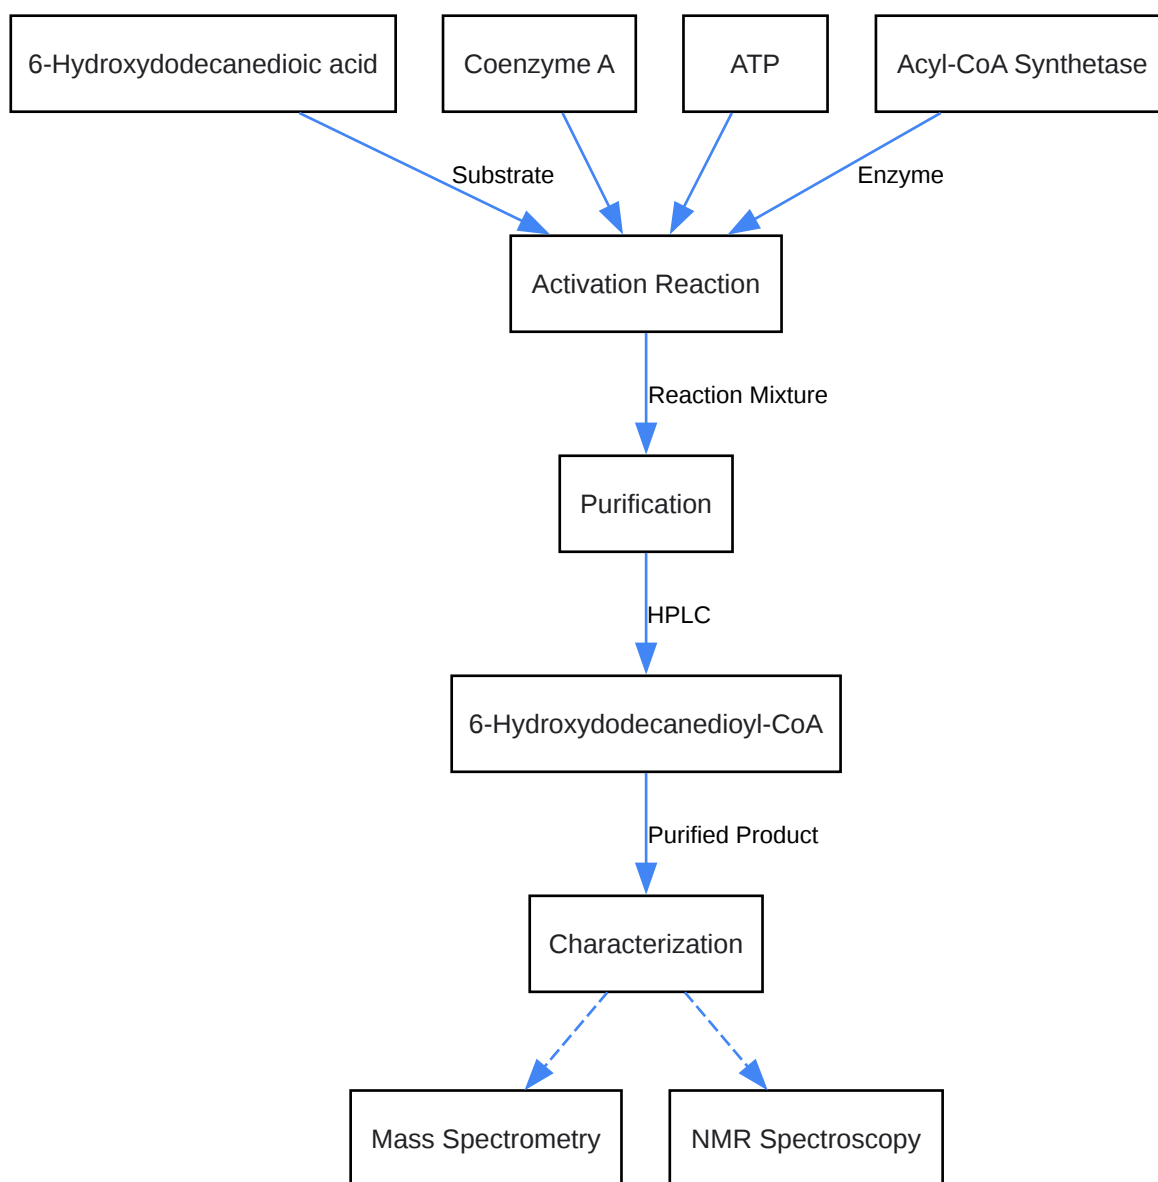 6-Hydroxydodecanedioic acid
Coenzyme A
ATP
Acyl-CoA Synthetase
Substrate
Enzyme
Activation Reaction
Reaction Mixture
Purification
HPLC
6-Hydroxydodecanedioyl-CoA
Purified Product
Characterization
Mass Spectrometry
NMR Spectroscopy